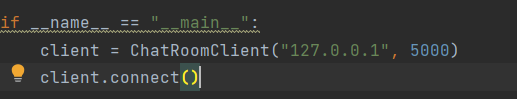 if __name__ == "__main__":
    client = ChatRoomClient("127.0.0.1", 5000)
    client.connect()